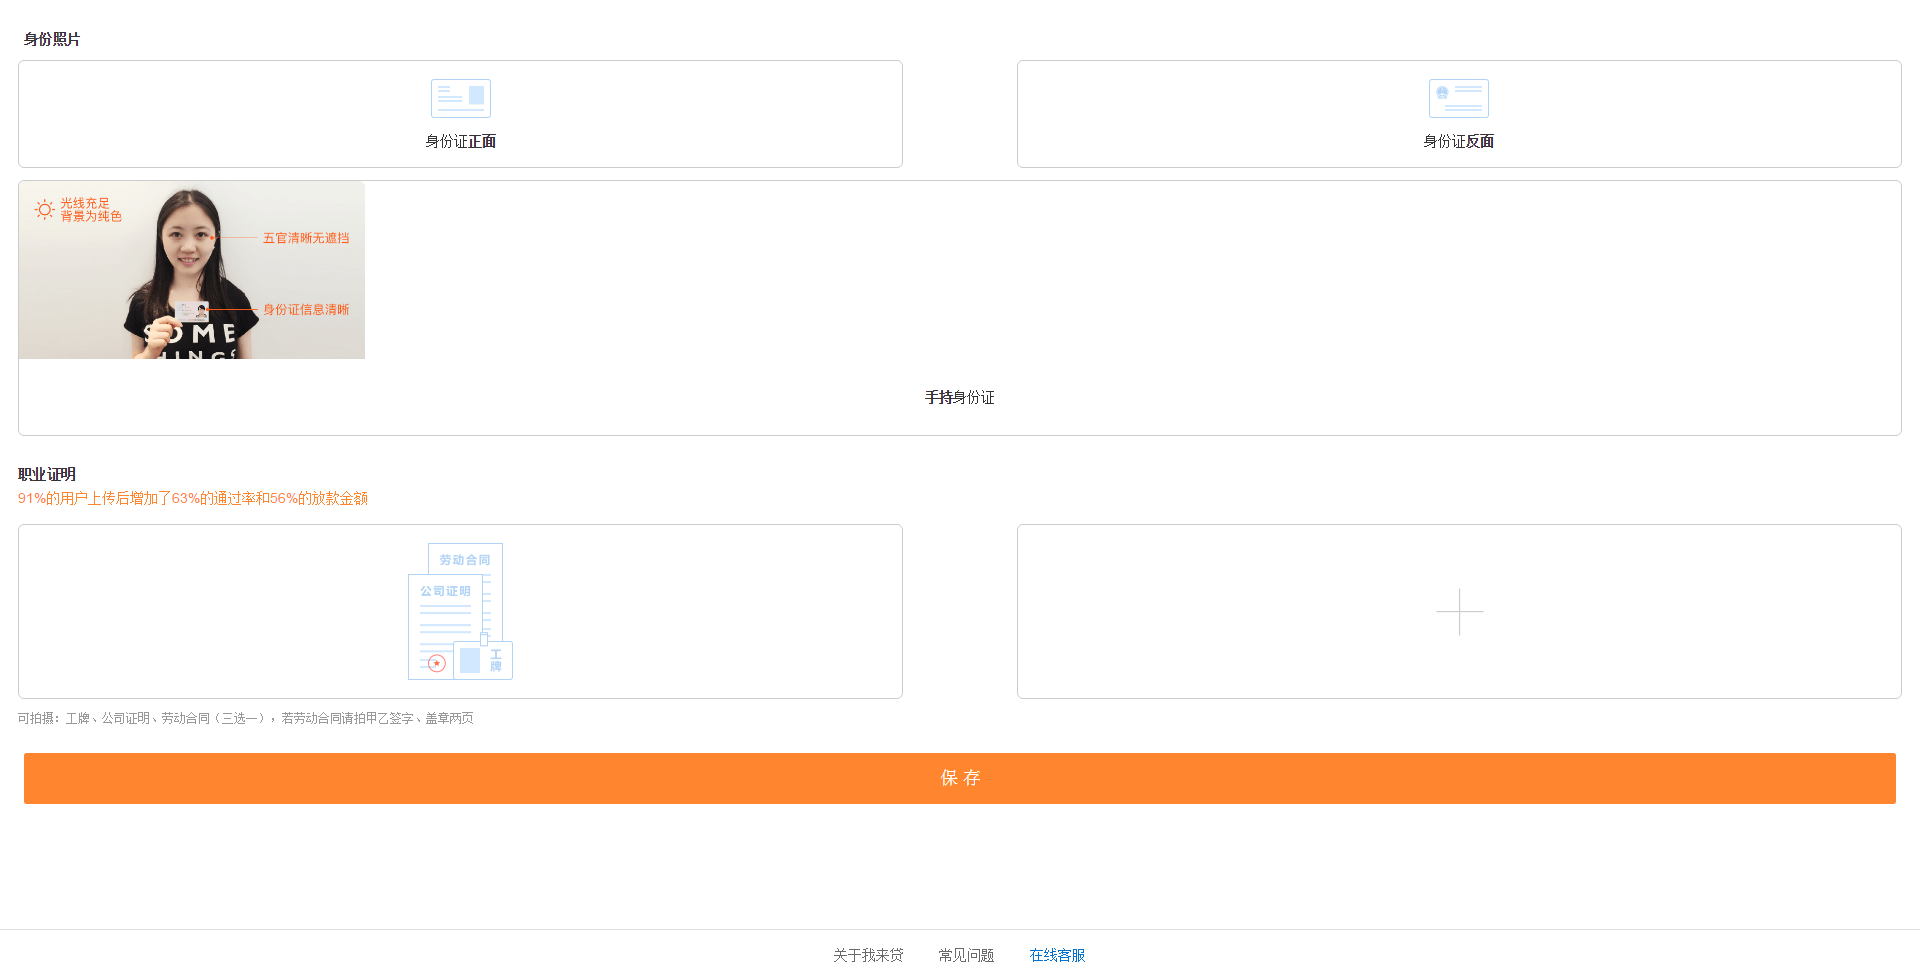 身份照片
身份证正面
身份证反面
光线充足
背景为纯色
五官清晰无遮挡
身份证信息清晰
SOME
THINGS
手持身份证
职业证明
91%的用户上传后增加了63%的通过率和56%的放款金额
劳动合同
公司证明
工
牌
可拍摄：工牌、公司证明、劳动合同（三选一），若劳动合同请拍甲乙签字、盖章两页
保 存
关于我来贷
常见问题
在线客服